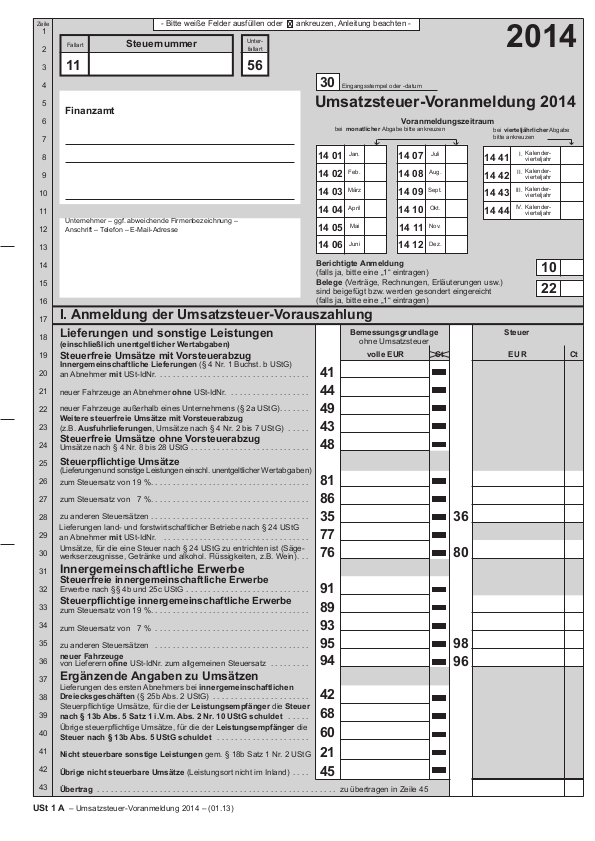 Zeile
- Bitte weiße Felder ausfüllen oder X ankreuzen, Anleitung beachten -
2014
1
2
Fallart
Steuernummer
Unter-
fallart
3
11
56
4
30 Eingangsstempel oder -datum
5
Umsatzsteuer-Voranmeldung 2014
Finanzamt
6
Voranmeldungszeitraum
bei monatlicher Abgabe bitte ankreuzen
bei vierteljährlicher Abgabe
bitte ankreuzen
7
8
14 01 Jan. 14 07 Juli 14 41 I. Kalender-
vierteljahr
9
14 02 Feb. 14 08 Aug. 14 42 II. Kalender-
vierteljahr
10
14 03 März 14 09 Sept. 14 43 III. Kalender-
vierteljahr
11
14 04 April 14 10 Okt. 14 44 IV. Kalender-
vierteljahr
12
Unternehmer – ggf. abweichende Firmenbezeichnung –
Anschrift – Telefon – E-Mail-Adresse
14 05 Mai 14 11 Nov.
13
14 06 Juni 14 12 Dez.
14
Berichtigte Anmeldung
(falls ja, bitte eine „1“ eintragen) 10
15
Belege (Verträge, Rechnungen, Erläuterungen usw.)
sind beigefügt bzw. werden gesondert eingereicht
(falls ja, bitte eine „1“ eintragen) 22
16
17 I. Anmeldung der Umsatzsteuer-Vorauszahlung
18 Lieferungen und sonstige Leistungen
(einschließlich unentgeltlicher Wertabgaben)
Bemessungsgrundlage
ohne Umsatzsteuer
Steuer
19 Steuerfreie Umsätze mit Vorsteuerabzug
volle EUR Ct EUR Ct
Innergemeinschaftliche Lieferungen (§ 4 Nr. 1 Buchst. b UStG)
20 an Abnehmer mit USt-IdNr. 41
21 neuer Fahrzeuge an Abnehmer ohne USt-IdNr. 44
22 neuer Fahrzeuge außerhalb eines Unternehmens (§ 2a UStG) 49
Weitere steuerfreie Umsätze mit Vorsteuerabzug
23 (z.B. Ausfuhrlieferungen, Umsätze nach § 4 Nr. 2 bis 7 UStG) 43
Steuerfreie Umsätze ohne Vorsteuerabzug
24 Umsätze nach § 4 Nr. 8 bis 28 UStG 48
25 Steuerpflichtige Umsätze
(Lieferungen und sonstige Leistungen einschl. unentgeltlicher Wertabgaben)
26 zum Steuersatz von 19 % 81
27 zum Steuersatz von 7 % 86
28 zu anderen Steuersätzen 35 36
Lieferungen land- und forstwirtschaftlicher Betriebe nach § 24 UStG
29 an Abnehmer mit USt-IdNr. 77
Umsätze, für die eine Steuer nach § 24 UStG zu entrichten ist (Säge-
30 werkserzeugnisse, Getränke und alkohol. Flüssigkeiten, z.B. Wein) 76 80
31 Innergemeinschaftliche Erwerbe
Steuerfreie innergemeinschaftliche Erwerbe
32 Erwerbe nach §§ 4b und 25c UStG 91
Steuerpflichtige innergemeinschaftliche Erwerbe
33 zum Steuersatz von 19 % 89
34 zum Steuersatz von 7 % 93
35 zu anderen Steuersätzen 95 98
neuer Fahrzeuge
36 von Lieferern ohne USt-IdNr. zum allgemeinen Steuersatz 94 96
37 Ergänzende Angaben zu Umsätzen
Lieferungen des ersten Abnehmers bei innergemeinschaftlichen
38 Dreiecksgeschäften (§ 25b Abs. 2 UStG) 42
Steuerpflichtige Umsätze, für die der Leistungsempfänger die Steuer
39 nach § 13b Abs. 5 Satz 1 i.V.m. Abs. 2 Nr. 10 UStG schuldet 68
Übrige steuerpflichtige Umsätze, für die der Leistungsempfänger die
40 Steuer nach § 13b Abs. 5 UStG schuldet 60
41 Nicht steuerbare sonstige Leistungen gem. § 18b Satz 1 Nr. 2 UStG 21
42 Übrige nicht steuerbare Umsätze (Leistungsort nicht im Inland) 45
43 Übertrag zu übertragen in Zeile 45
USt 1 A – Umsatzsteuer-Voranmeldung 2014 – (01.13)